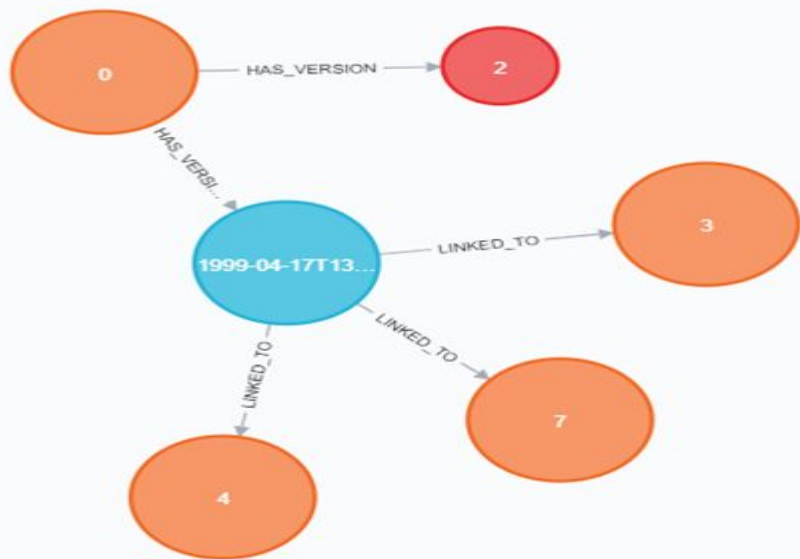 0
HAS_VERSION
2
HAS_VERSI...
1999-04-17T13...
LINKED_TO
3
LINKED_TO
LINKED_TO
7
4